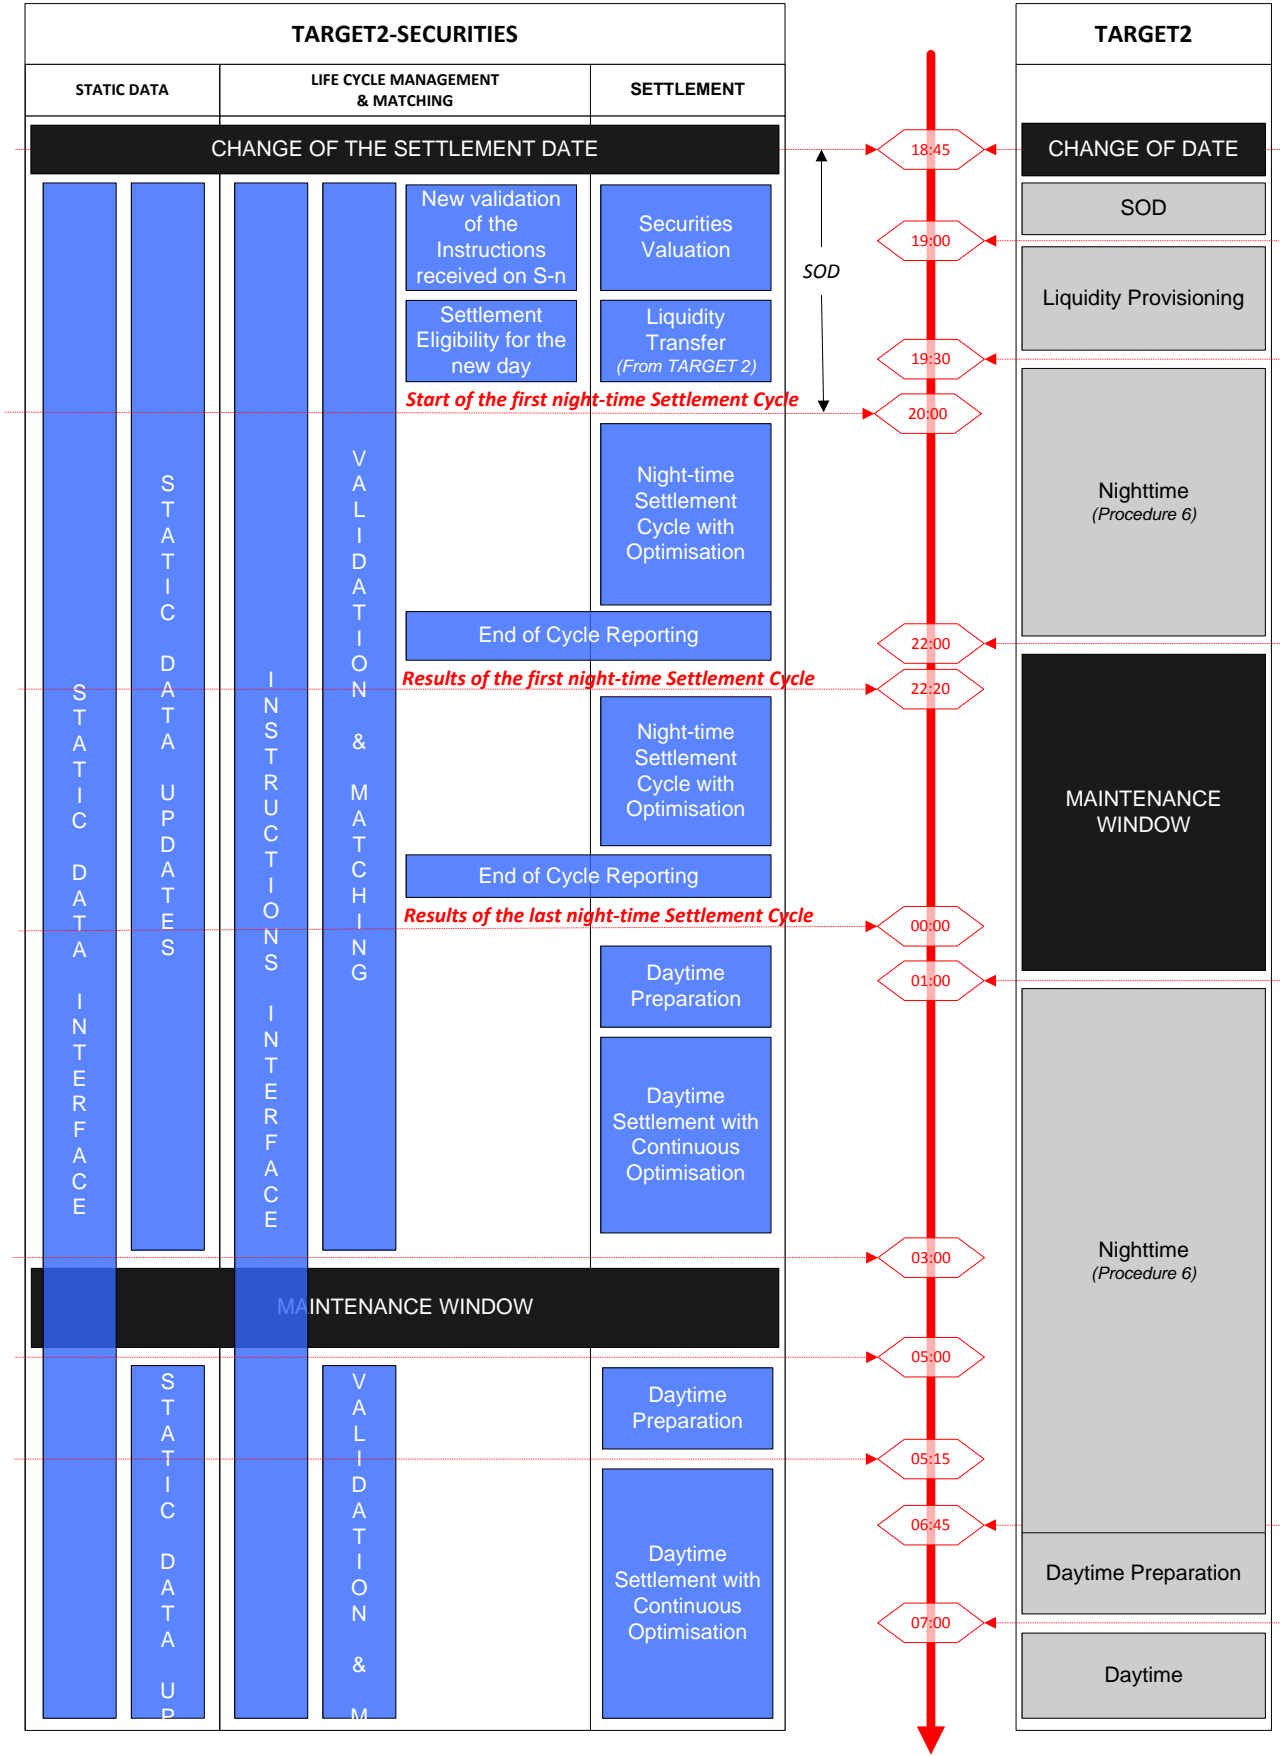 TARGET2-SECURITIES
TARGET2
STATIC DATA
LIFE CYCLE MANAGEMENT
& MATCHING
SETTLEMENT
CHANGE OF THE SETTLEMENT DATE
18:45
CHANGE OF DATE
New validation
of the
Instructions
received on S-n
Securities
Valuation
SOD
SOD
19:00
Liquidity Provisioning
Settlement
Eligibility for the
new day
Liquidity
Transfer
(From TARGET 2)
19:30
Start of the first night-time Settlement Cycle
20:00
Night-time
Settlement
Cycle with
Optimisation
Nighttime
(Procedure 6)
End of Cycle Reporting
22:00
Results of the first night-time Settlement Cycle
22:20
STATIC DATA INTERFACE
STATIC DATA UPDATES
INSTRUCTIONS INTERFACE
VALIDATION & MATCHING
Night-time
Settlement
Cycle with
Optimisation
MAINTENANCE
WINDOW
End of Cycle Reporting
Results of the last night-time Settlement Cycle
00:00
Daytime
Preparation
01:00
Daytime
Settlement with
Continuous
Optimisation
Nighttime
(Procedure 6)
03:00
MAINTENANCE WINDOW
05:00
STATIC DATA UP
VALIDATION & M
Daytime
Preparation
05:15
06:45
Daytime
Settlement with
Continuous
Optimisation
Daytime Preparation
07:00
Daytime